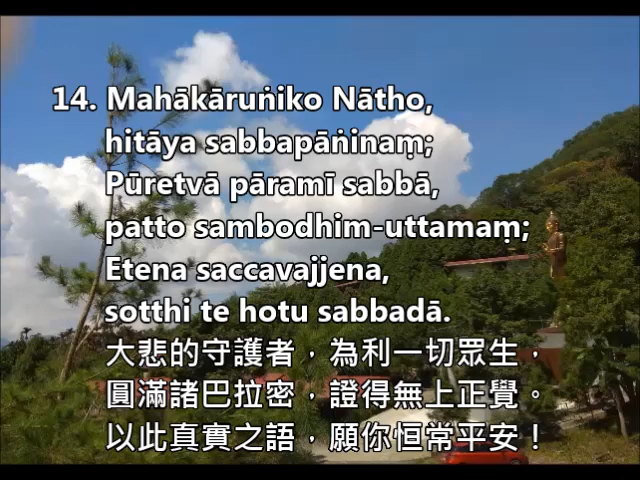 14. Mahākāruṅiko Nātho,
hitāya sabbapāṅinaṃ;
Pūretvā pāramī sabbā,
patto sambodhim-uttamaṃ;
Etena saccavajjena,
sotthi te hotu sabbadā.
大悲的守護者，為利一切眾生，
圓滿諸巴拉密，證得無上正覺。
以此真實之語，願你恒常平安！